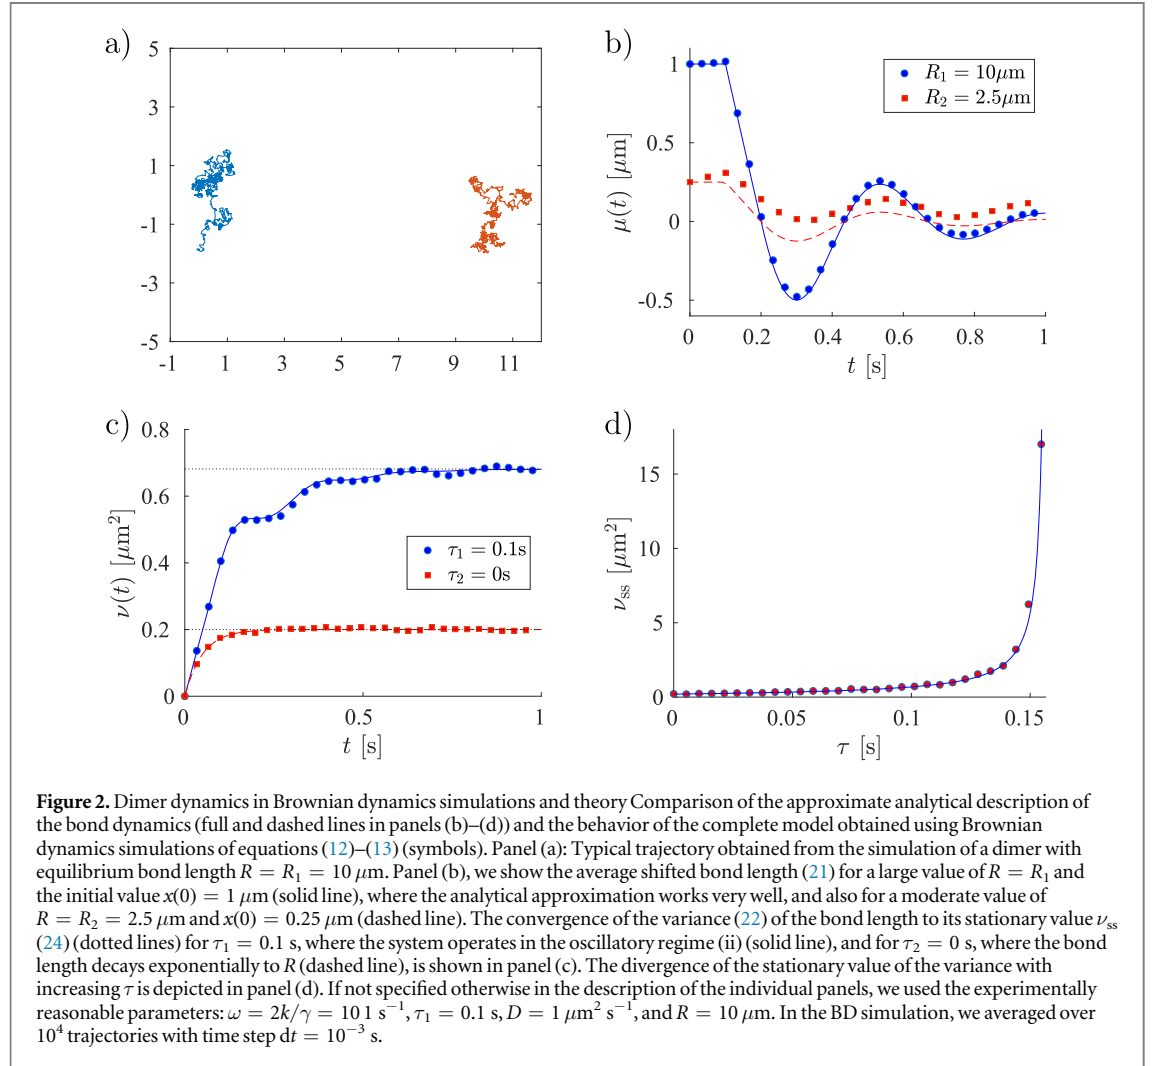 a)
5
3
1
-1
-3
-5
-1 1 3 5 7 9 11
b)
μ(t) [μm]
1
0.5
0
-0.5
R₁ = 10μm
R₂ = 2.5μm
0 0.2 0.4 0.6 0.8 1
t [s]
c)
ν(t) [μm²]
0.8
0.6
0.4
0.2
0
τ₁ = 0.1s
τ₂ = 0s
0 0.5 1
t [s]
d)
νss [μm²]
15
10
5
0
0 0.05 0.1 0.15
τ [s]
Figure 2. Dimer dynamics in Brownian dynamics simulations and theory Comparison of the approximate analytical description of
the bond dynamics (full and dashed lines in panels (b)–(d)) and the behavior of the complete model obtained using Brownian
dynamics simulations of equations (12)–(13) (symbols). Panel (a): Typical trajectory obtained from the simulation of a dimer with
equilibrium bond length R = R₁ = 10 μm. Panel (b), we show the average shifted bond length (21) for a large value of R = R₁ and
the initial value x(0) = 1 μm (solid line), where the analytical approximation works very well, and also for a moderate value of
R = R₂ = 2.5 μm and x(0) = 0.25 μm (dashed line). The convergence of the variance (22) of the bond length to its stationary value νss
(24) (dotted lines) for τ₁ = 0.1 s, where the system operates in the oscillatory regime (ii) (solid line), and for τ₂ = 0 s, where the bond
length decays exponentially to R (dashed line), is shown in panel (c). The divergence of the stationary value of the variance with
increasing τ is depicted in panel (d). If not specified otherwise in the description of the individual panels, we used the experimentally
reasonable parameters: ω = 2k/γ = 10 1 s⁻¹, τ₁ = 0.1 s, D = 1 μm² s⁻¹, and R = 10 μm. In the BD simulation, we averaged over
10⁴ trajectories with time step dt = 10⁻³ s.